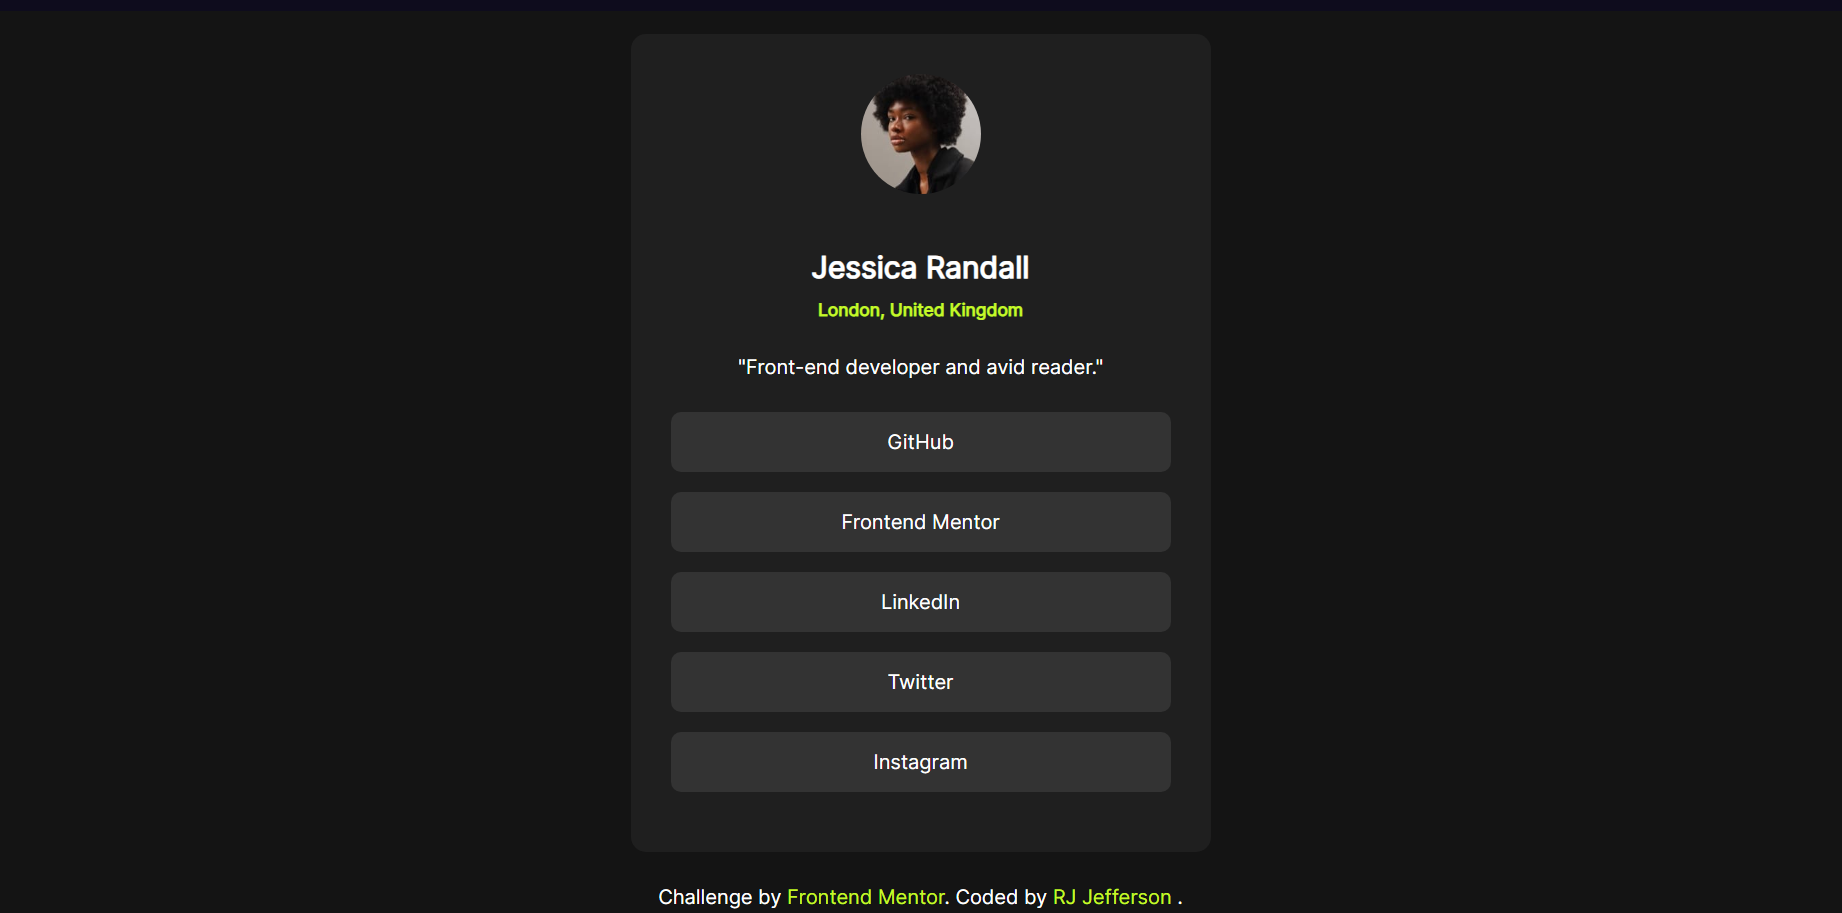 Jessica Randall
London, United Kingdom
"Front-end developer and avid reader."
GitHub
Frontend Mentor
LinkedIn
Twitter
Instagram
Challenge by Frontend Mentor. Coded by RJ Jefferson .